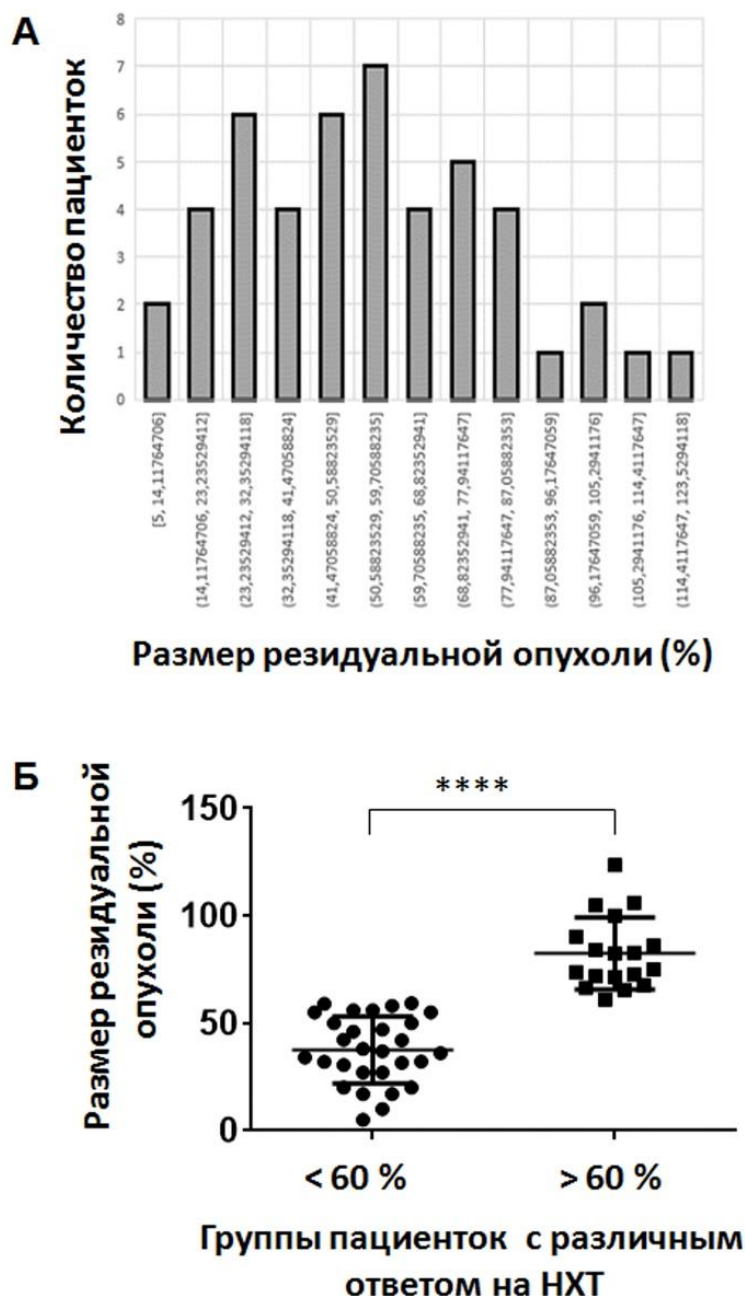 А
Количество пациенток
8
7
6
5
4
3
2
1
0
[5, 14,11764706]
(14,11764706, 23,23529412]
(23,23529412, 32,35294118]
(32,35294118, 41,47058824]
(41,47058824, 50,58823529]
(50,58823529, 59,70588235]
(59,70588235, 68,82352941]
(68,82352941, 77,94117647]
(77,94117647, 87,05882353]
(87,05882353, 96,17647059]
(96,17647059, 105,2941176]
(105,2941176, 114,4117647]
(114,4117647, 123,5294118]
Размер резидуальной опухоли (%)
Б
Размер резидуальной
опухоли (%)
150
100
50
0
****
< 60 %
> 60 %
Группы пациенток с различным
ответом на НХТ